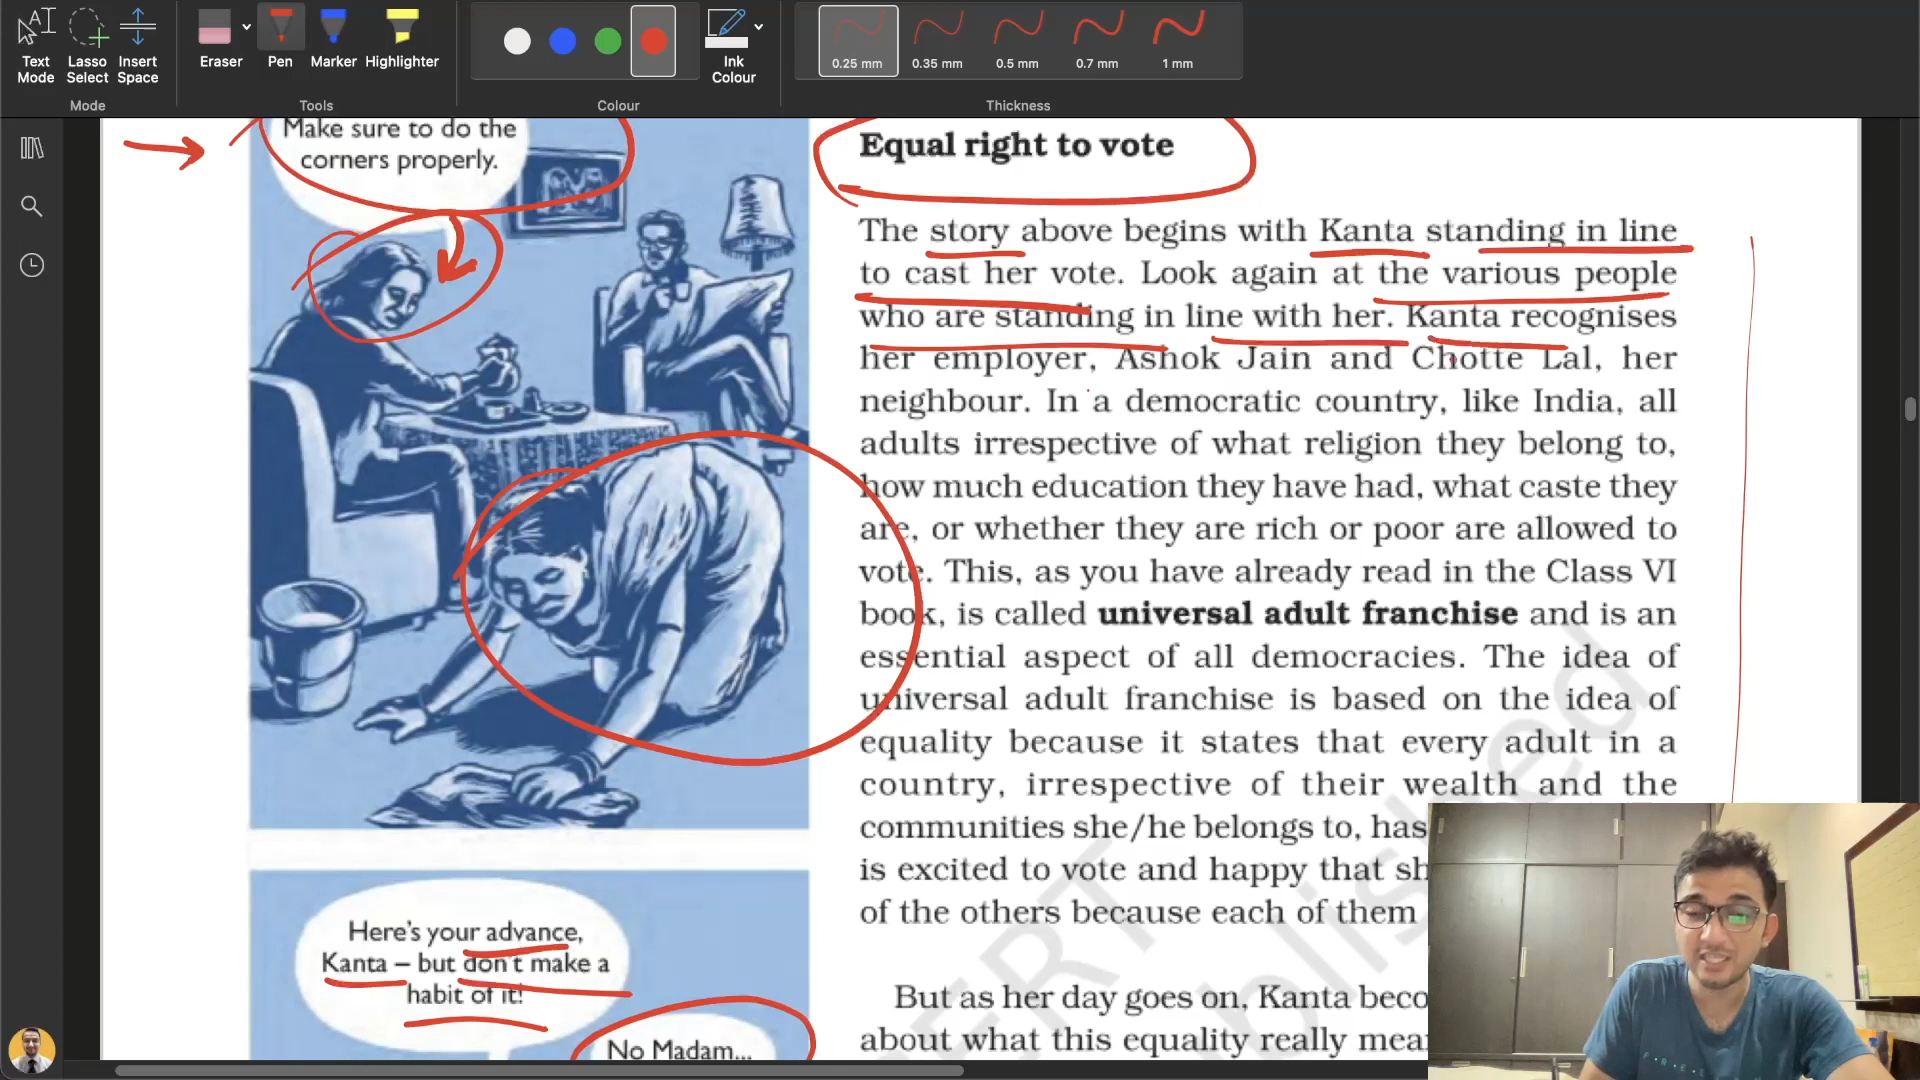 Text Mode
Lasso Select
Insert Space
Mode
Eraser
Pen
Marker
Highlighter
Tools
Ink Colour
Colour
0.25 mm
0.35 mm
0.5 mm
0.7 mm
1 mm
Thickness
Make sure to do the
corners properly.
Here's your advance,
Kanta – but don't make a
habit of it!
No Madam...
Equal right to vote
The story above begins with Kanta standing in line
to cast her vote. Look again at the various people
who are standing in line with her. Kanta recognises
her employer, Ashok Jain and Chotte Lal, her
neighbour. In a democratic country, like India, all
adults irrespective of what religion they belong to,
how much education they have had, what caste they
are, or whether they are rich or poor are allowed to
vote. This, as you have already read in the Class VI
book, is called universal adult franchise and is an
essential aspect of all democracies. The idea of
universal adult franchise is based on the idea of
equality because it states that every adult in a
country, irrespective of their wealth and the
communities she/he belongs to, has
is excited to vote and happy that
of the others because each of them
But as her day goes on, Kanta
about what this equality really